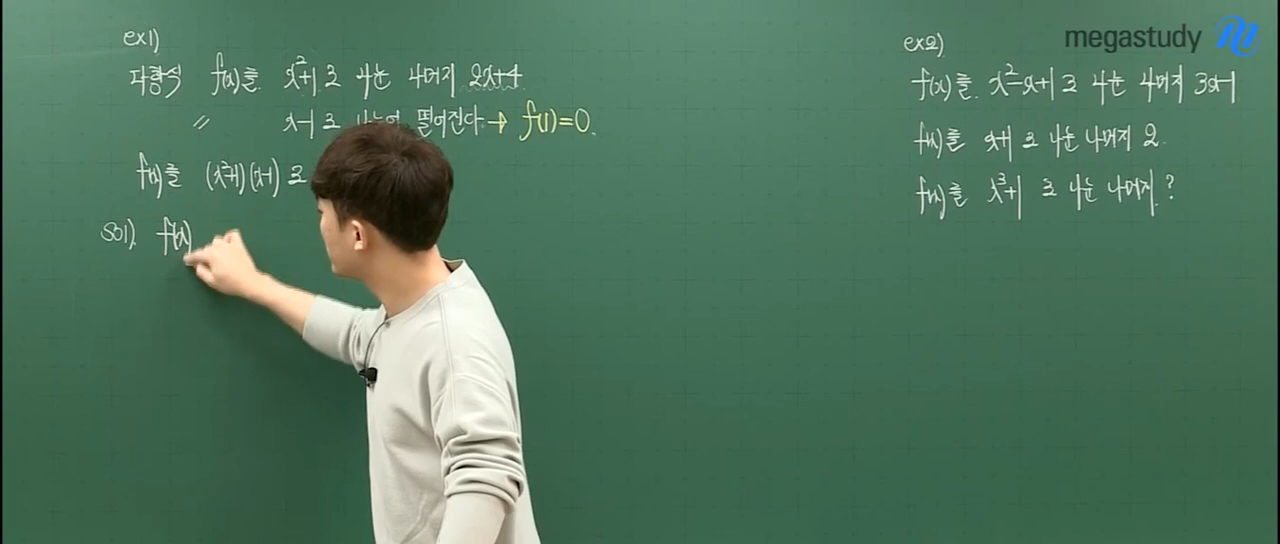 ex1)
다항식 f(x)를 x²+1로 나눈 나머지 2x+4
〃 x-1로 떨어진다 → f(1)=0.
f(x)를 (x²+1)(x-1)로
sol). f(x)
megastudy
ex2)
f(x)를 x²-x+1로 나눈 나머지 3x-1
f(x)를 x+1로 나눈 나머지 2.
f(x)를 x³+1로 나눈 나머지?